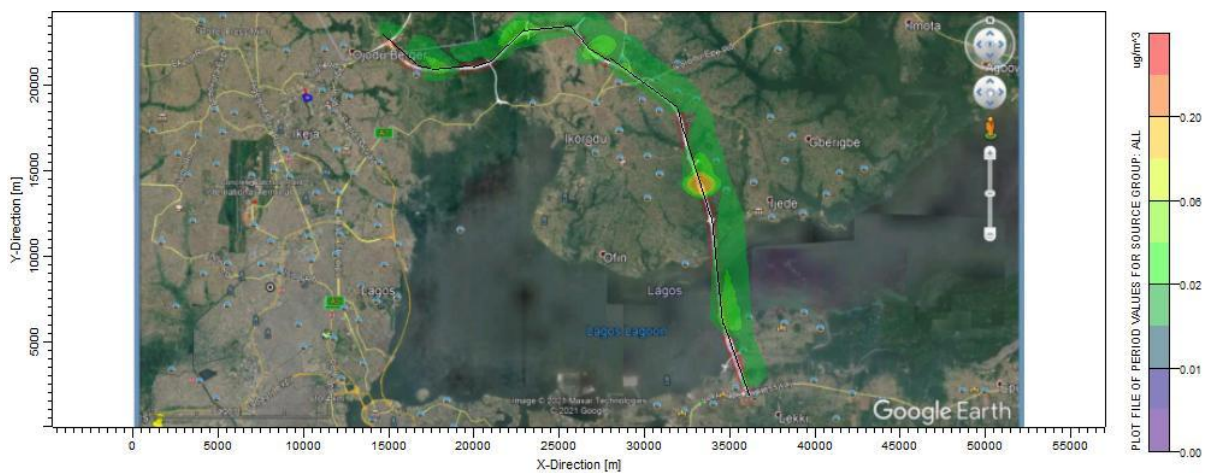 Imota
Ojodu Berger
Ikeja
Ikorodu
Gberigbe
Ijede
Ofin
Lagos
Lagos
Lagos Lagoon
Lekki
Image © 2021 Maxar Technologies
© 2021 Google
Google Earth
Y-Direction [m]
20000
15000
10000
5000
0
5000
10000
15000
20000
25000
30000
35000
40000
45000
50000
55000
X-Direction [m]
PLOT FILE OF PERIOD VALUES FOR SOURCE GROUP: ALL
ug/m^3
0.20
0.06
0.02
0.01
0.00